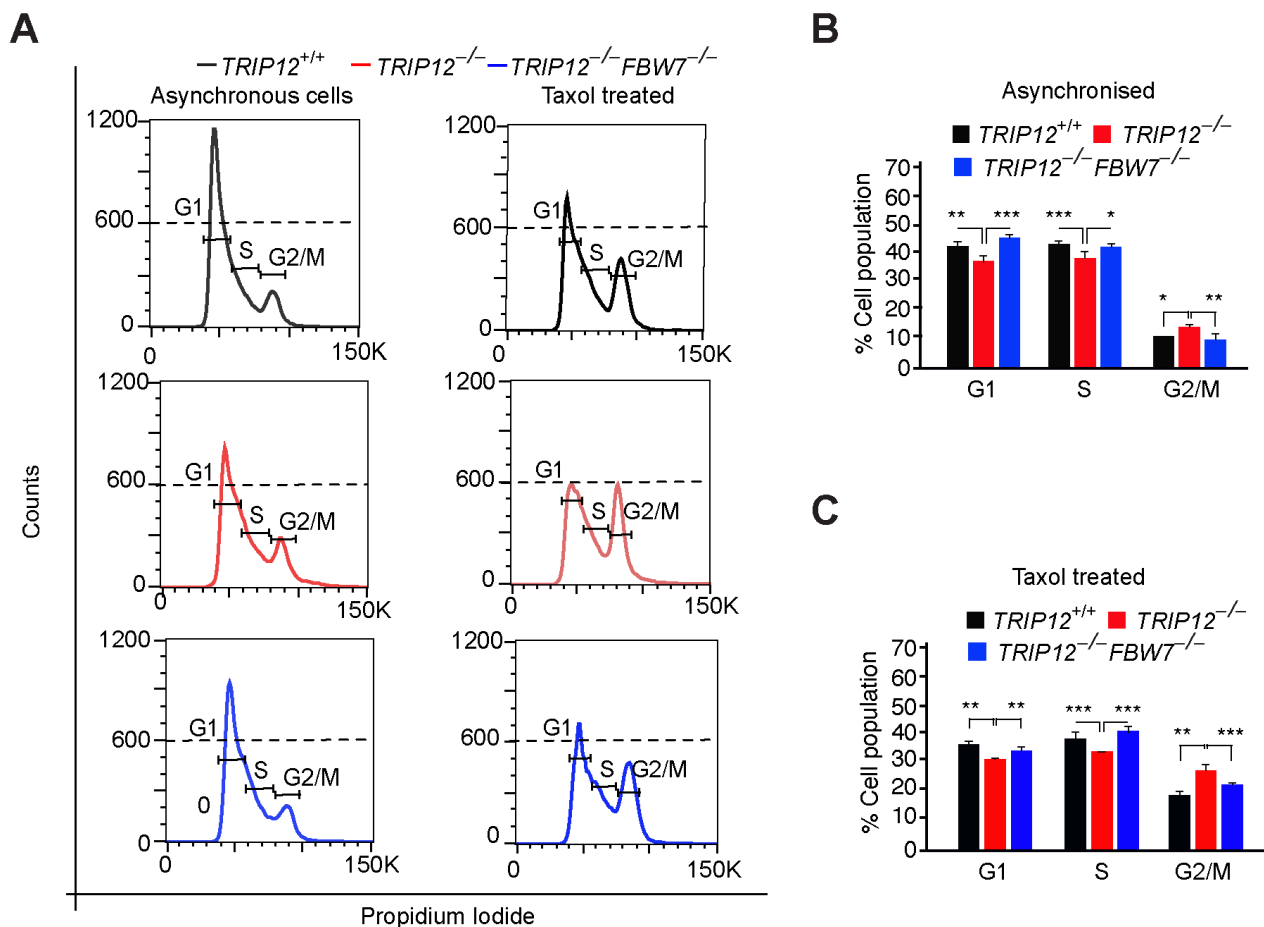 A
TRIP12+/+ TRIP12−/− TRIP12−/−FBW7−/−
Asynchronous cells
Taxol treated
1200
600
0
G1
S
G2/M
0
150K
1200
600
0
G1
S
G2/M
0
150K
1200
600
0
G1
S
G2/M
0
150K
1200
600
0
G1
S
G2/M
0
150K
1200
600
0
G1
S
G2/M
0
0
150K
1200
600
0
G1
S
G2/M
0
150K
Counts
Propidium Iodide
B
Asynchronised
TRIP12+/+ TRIP12−/−
TRIP12−/−FBW7−/−
% Cell population
70
60
50
40
30
20
10
0
** *** *** * * **
G1 S G2/M
C
Taxol treated
TRIP12+/+ TRIP12−/−
TRIP12−/−FBW7−/−
% Cell population
70
60
50
40
30
20
10
0
** ** *** *** ** ***
G1 S G2/M